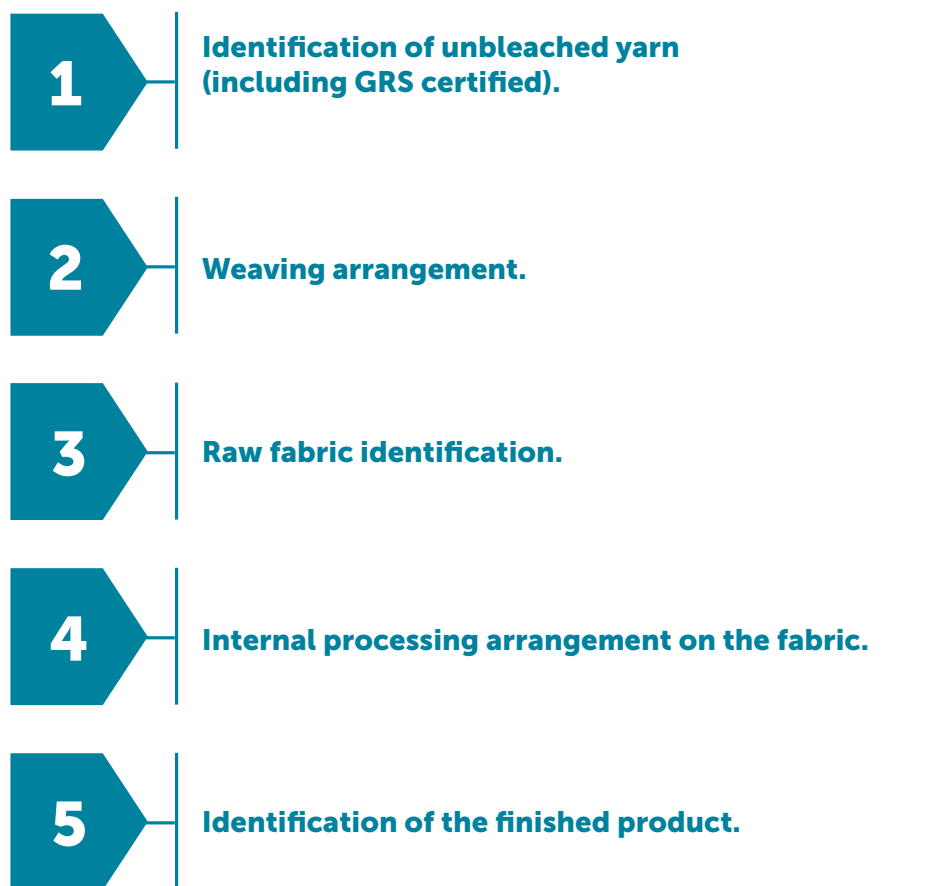 1
Identification of unbleached yarn
(including GRS certified).
2
Weaving arrangement.
3
Raw fabric identification.
4
Internal processing arrangement on the fabric.
5
Identification of the finished product.